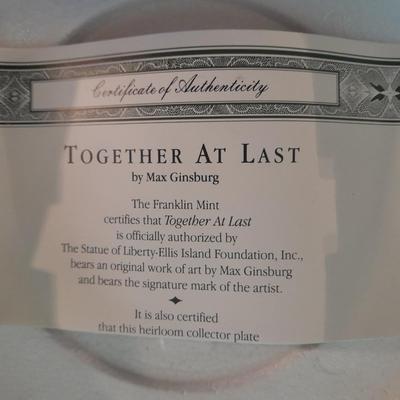 Certificate of Authenticity
TOGETHER AT LAST
by Max Ginsburg
The Franklin Mint
certifies that Together At Last
is officially authorized by
The Statue of Liberty-Ellis Island Foundation, Inc.,
bears an original work of art by Max Ginsburg
and bears the signature mark of the artist.
It is also certified
that this heirloom collector plate